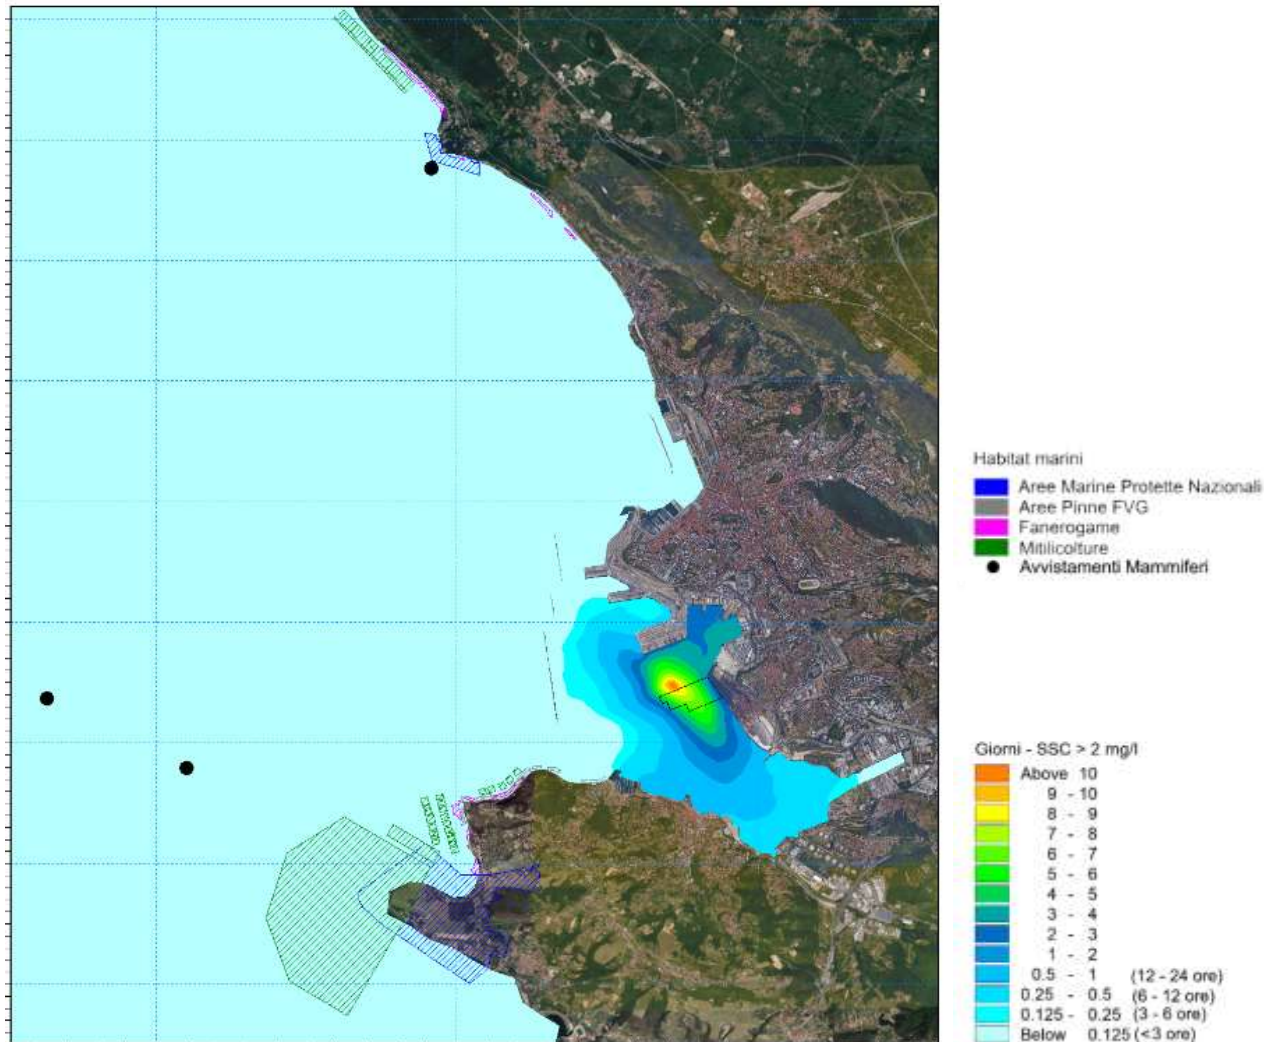 Habitat marini
Aree Marine Protette Nazionali
Aree Pinne FVG
Fanerogame
Mitilicolture
Avvistamenti Mammiferi
Giorni - SSC > 2 mg/l
Above 10
9 - 10
8 - 9
7 - 8
6 - 7
5 - 6
4 - 5
3 - 4
2 - 3
1 - 2
0.5 - 1 (12 - 24 ore)
0.25 - 0.5 (6 - 12 ore)
0.125 - 0.25 (3 - 6 ore)
Below 0.125 (<3 ore)